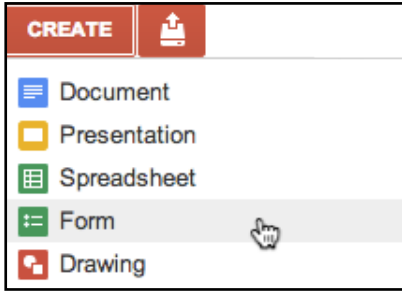 CREATE
Document
Presentation
Spreadsheet
Form
Drawing